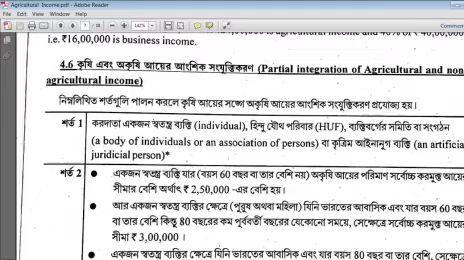 Agricultural Income.pdf - Adobe Reader
File Edit Window Help
142%
Comment
i.e. ₹16,00,000 is business income.
4.6 কৃষি এবং অকৃষি আয়ের আংশিক সংযুক্তিকরণ (Partial integration of Agricultural and non
agricultural income)
নিম্নলিখিত শর্তগুলি পালন করলে কৃষি আয়ের সঙ্গে অকৃষি আয়ের আংশিক সংযুক্তিকরণ প্রযোজ্য হয়।
শর্ত 1 করদাতা একজন স্বতন্ত্র ব্যক্তি (individual), হিন্দু যৌথ পরিবার (HUF), ব্যক্তিবর্গের সমিতি বা সংগঠন
(a body of individuals or an association of persons) বা কৃত্রিম আইনানুগ ব্যক্তি (an artificia
juridicial person)*
শর্ত 2 • একজন স্বতন্ত্র ব্যক্তি যার (বয়স 60 বছর বা তার বেশি নয়) অকৃষি আয়ের পরিমাণ সর্বোচ্চ করমুক্ত আয়ের
সীমার বেশি অর্থাৎ ₹ 2,50,000 -এর বেশি হয়।
• আর একজন স্বতন্ত্র ব্যক্তির ক্ষেত্রে (পুরুষ অথবা মহিলা) যিনি ভারতের আবাসিক এবং যার বয়স 60 বছর
বা তার বেশি কিন্তু 80 বছরের কম পূর্ববর্তী বছরের যেকোনো সময়ে, সেক্ষেত্রে সর্বোচ্চ করমুক্ত আয়ের
সীমা ₹ 3,00,000 ।
• একজন স্বতন্ত্র ব্যক্তির ক্ষেত্রে যিনি ভারতের আবাসিক এবং যার বয়স 80 বছর বা তার বেশি, সেক্ষেত্রে